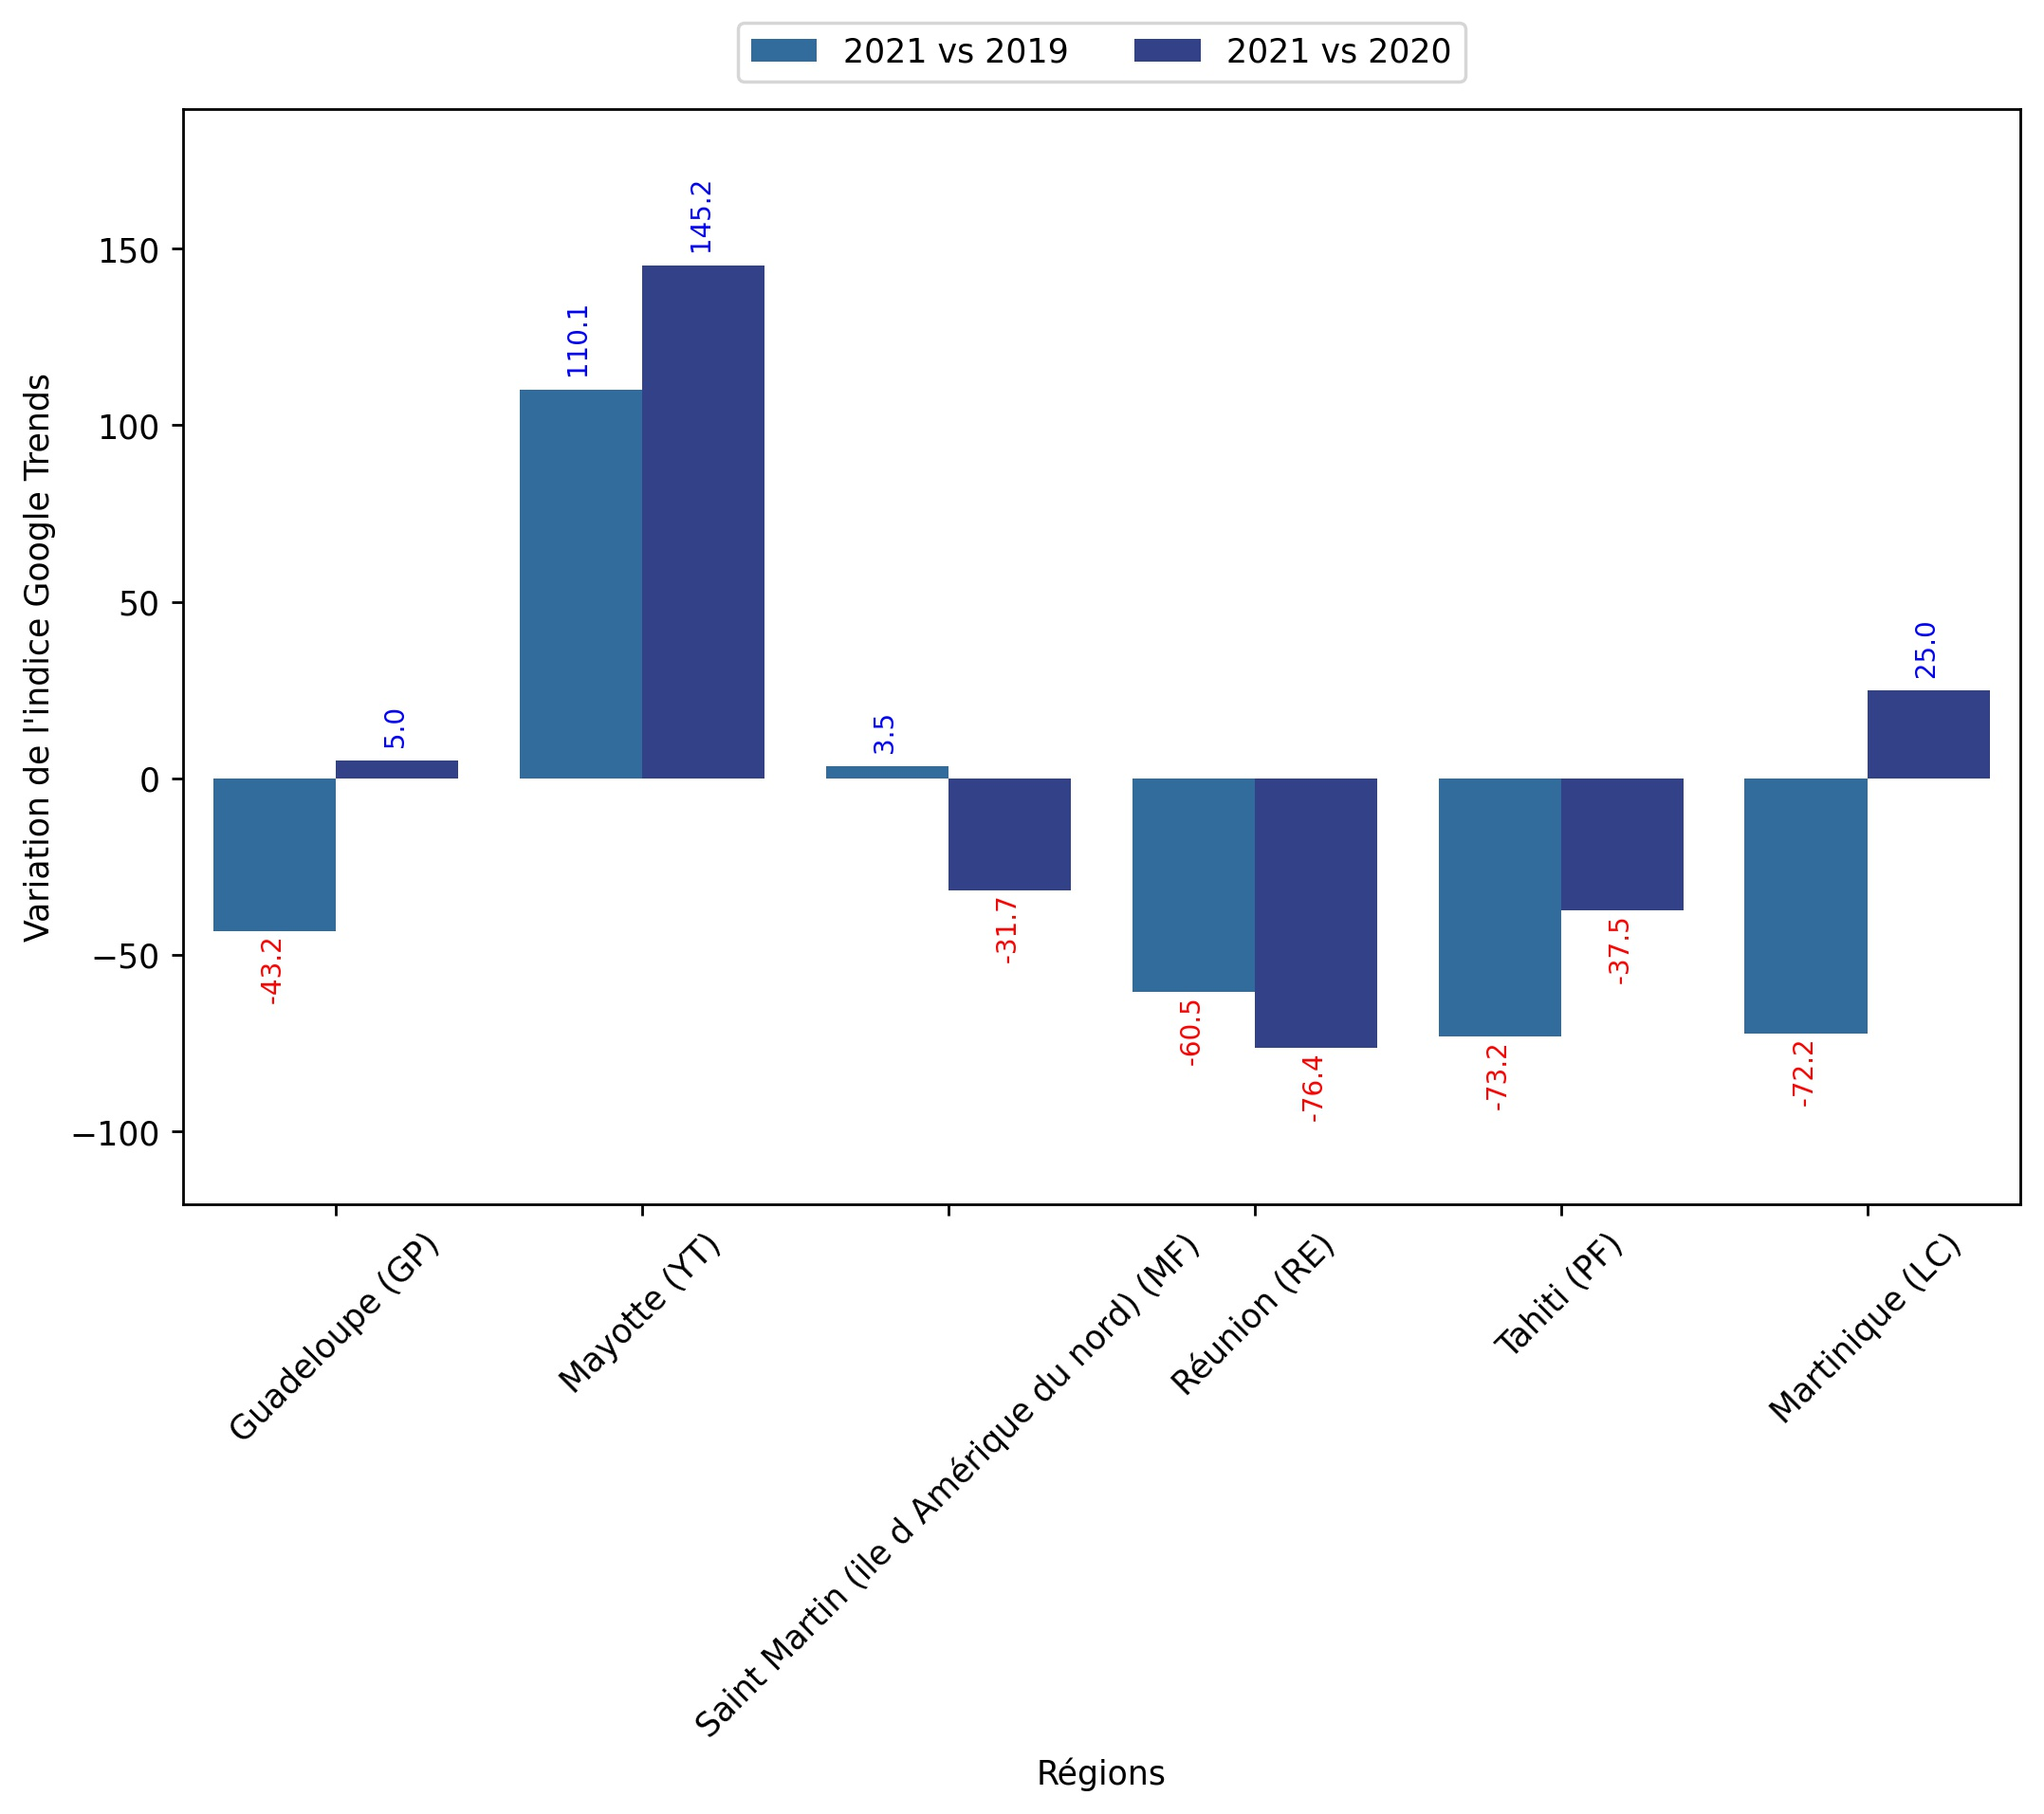 2021 vs 2019
2021 vs 2020
Variation de l'indice Google Trends
150
100
50
0
−50
−100
-43.2
5.0
110.1
145.2
3.5
-31.7
-60.5
-76.4
-73.2
-37.5
-72.2
25.0
Guadeloupe (GP)
Mayotte (YT)
Saint Martin (ile d Amérique du nord) (MF)
Réunion (RE)
Tahiti (PF)
Martinique (LC)
Régions